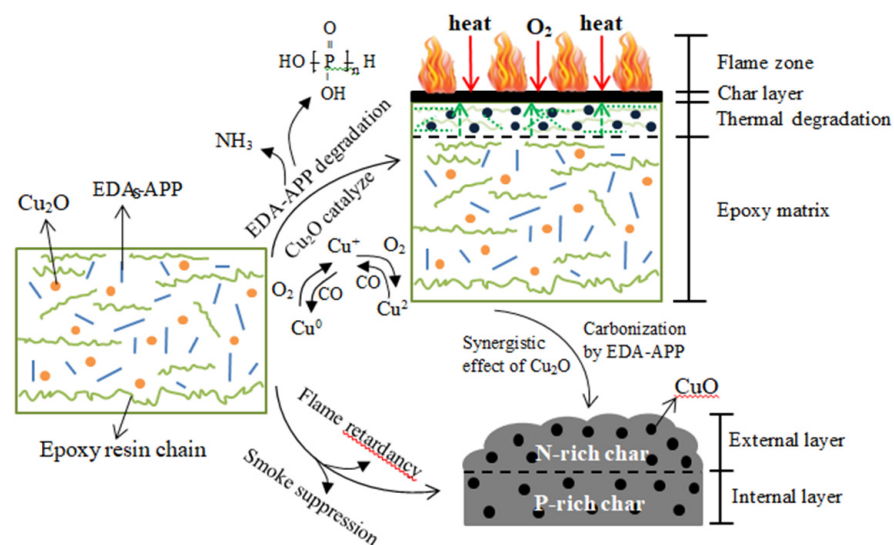 heat
O₂
heat
Flame zone
Char layer
Thermal degradation
Epoxy matrix
O
HO
P
n
H
OH
NH₃
EDA-APP degradation
Cu₂O catalyze
Cu₂O
EDA-APP
Cu⁺
O₂
O₂
CO
CO
Cu⁰
Cu²
Epoxy resin chain
Flame retardancy
Smoke suppression
Synergistic
effect of Cu₂O
Carbonization
by EDA-APP
CuO
N-rich char
P-rich char
External layer
Internal layer